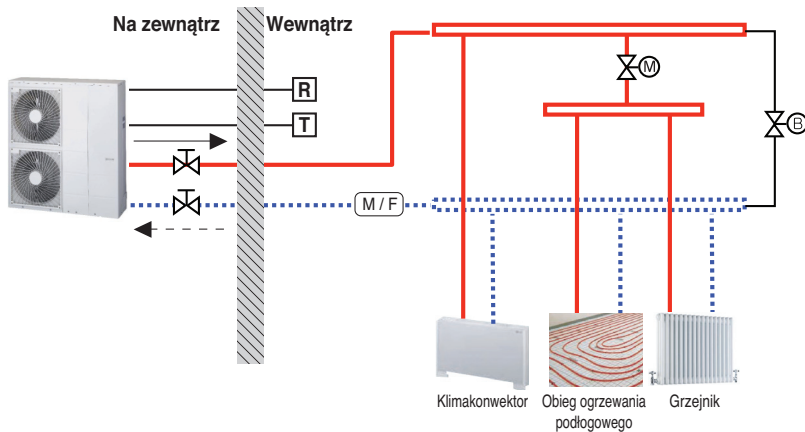 Na zewnątrz
Wewnątrz
R
T
M
B
M / F
Klimakonwektor
Obieg ogrzewania
podłogowego
Grzejnik